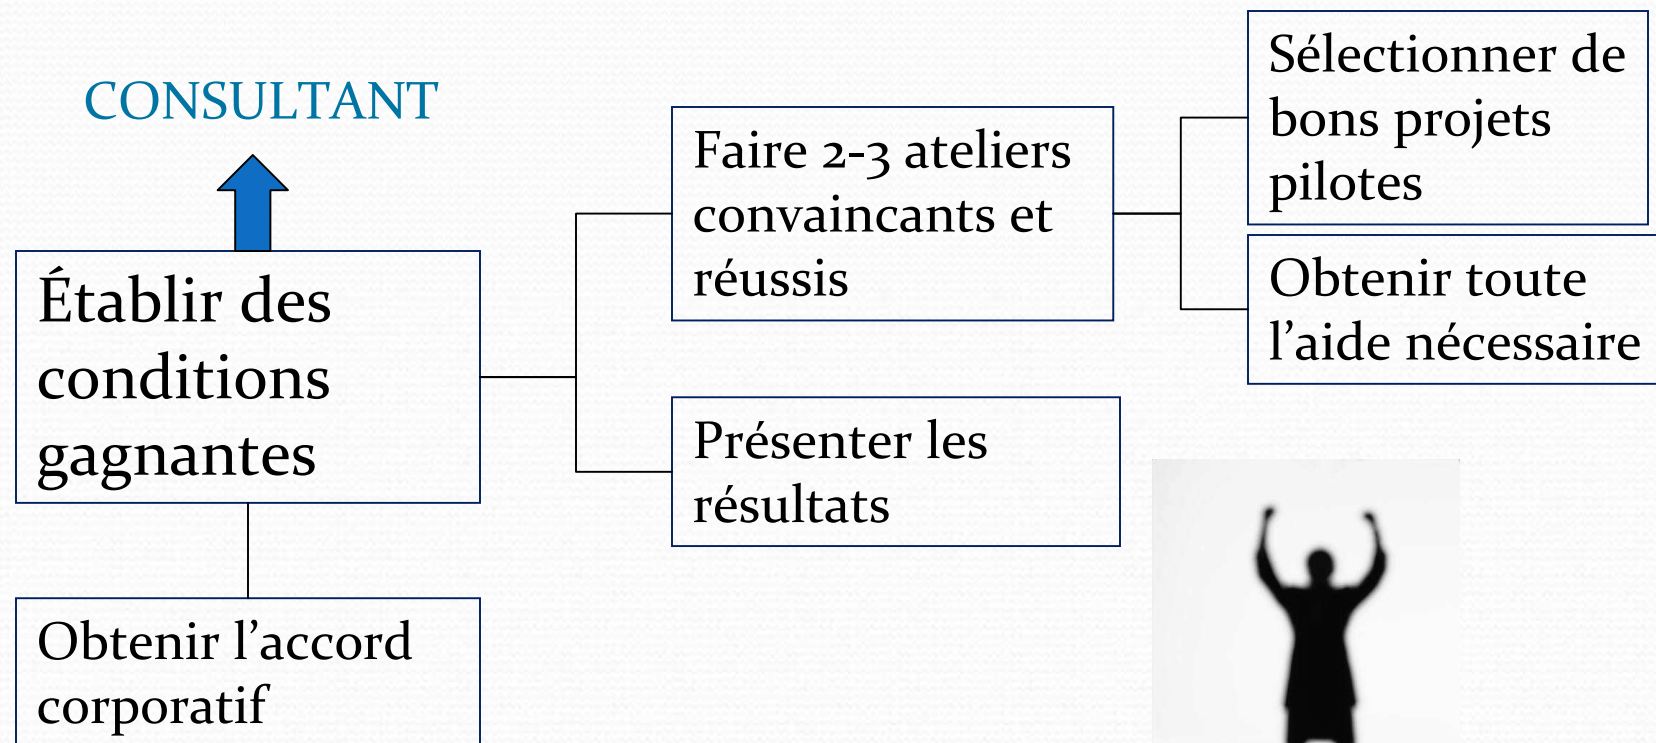 CONSULTANT
Établir des
conditions
gagnantes
Obtenir l’accord
corporatif
Faire 2-3 ateliers
convaincants et
réussis
Présenter les
résultats
Sélectionner de
bons projets
pilotes
Obtenir toute
l’aide nécessaire